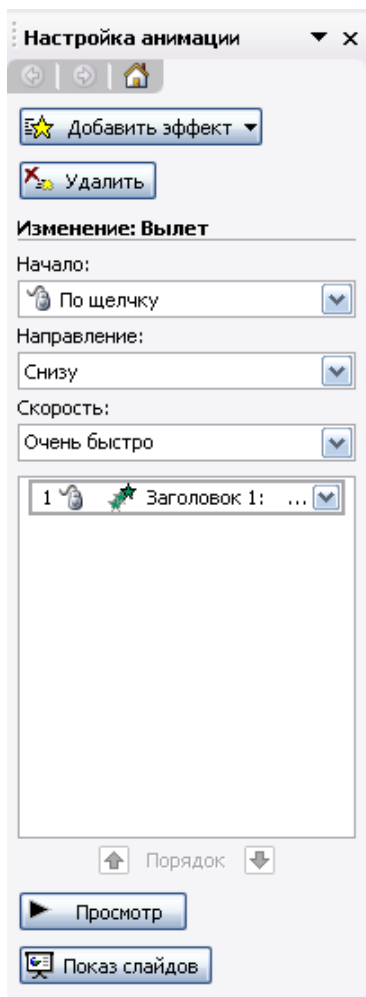 Настройка анимации
Добавить эффект
Удалить
Изменение: Вылет
Начало:
По щелчку
Направление:
Снизу
Скорость:
Очень быстро
1 Заголовок 1: ...
Порядок
Просмотр
Показ слайдов